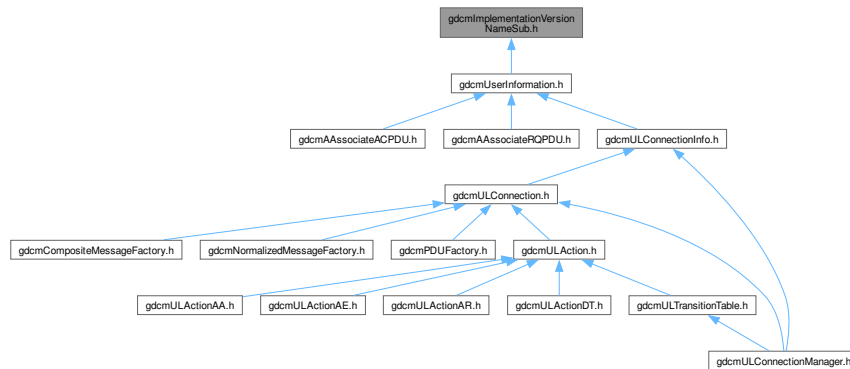 gdcmImplementationVersion
NameSub.h
gdcmUserInformation.h
gdcmAAssociateACPDU.h
gdcmAAssociateRQPDU.h
gdcmULConnectionInfo.h
gdcmULConnection.h
gdcmCompositeMessageFactory.h
gdcmNormalizedMessageFactory.h
gdcmPDUFactory.h
gdcmULAction.h
gdcmULActionAA.h
gdcmULActionAE.h
gdcmULActionAR.h
gdcmULActionDT.h
gdcmULTransitionTable.h
gdcmULConnectionManager.h